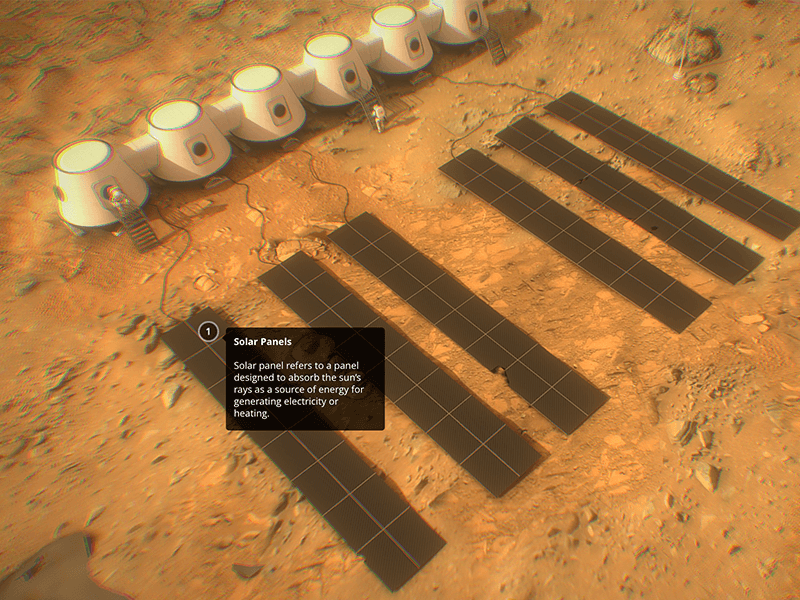 1
Solar Panels
Solar panel refers to a panel
designed to absorb the sun's
rays as a source of energy for
generating electricity or
heating.